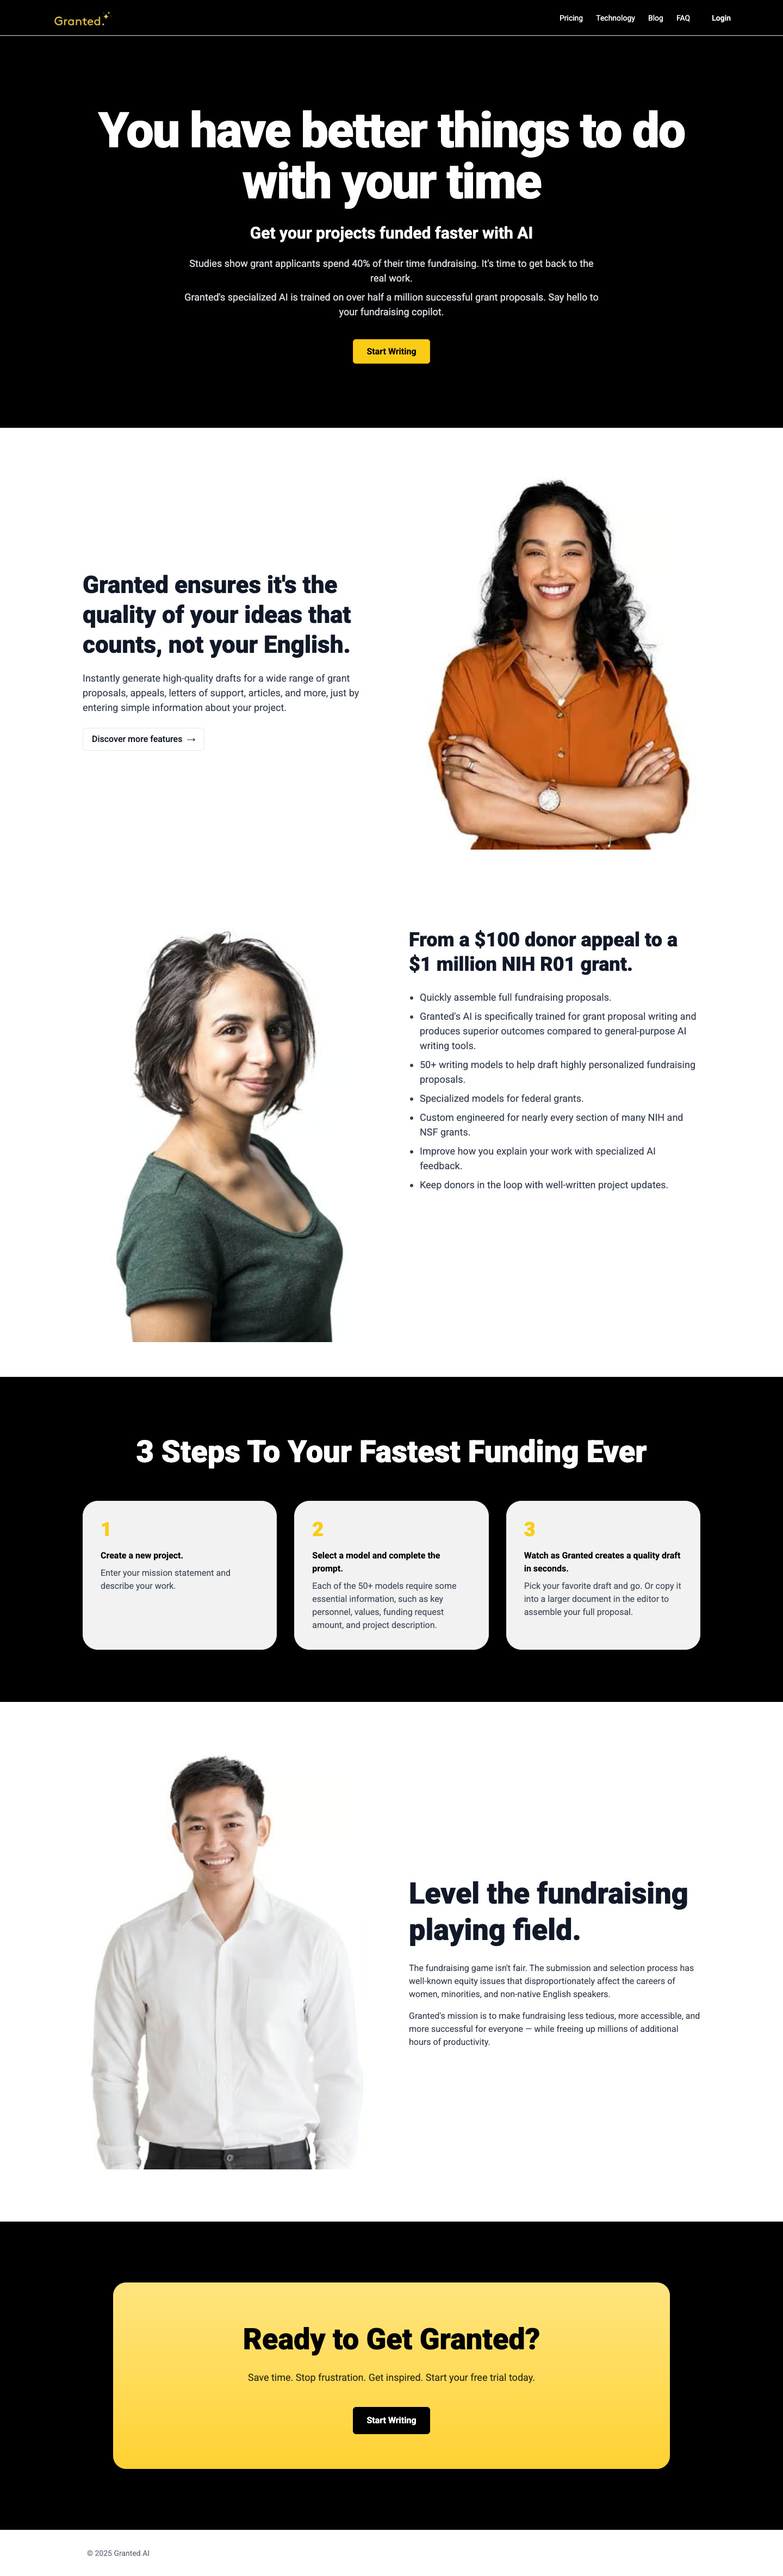 Granted.
Pricing
Technology
Blog
FAQ
Login
You have better things to do
with your time
Get your projects funded faster with AI
Studies show grant applicants spend 40% of their time fundraising. It's time to get back to the
real work.
Granted's specialized AI is trained on over half a million successful grant proposals. Say hello to
your fundraising copilot.
Start Writing
Granted ensures it's the
quality of your ideas that
counts, not your English.
Instantly generate high-quality drafts for a wide range of grant
proposals, appeals, letters of support, articles, and more, just by
entering simple information about your project.
Discover more features →
From a $100 donor appeal to a
$1 million NIH R01 grant.
• Quickly assemble full fundraising proposals.
• Granted's AI is specifically trained for grant proposal writing and
produces superior outcomes compared to general-purpose AI
writing tools.
• 50+ writing models to help draft highly personalized fundraising
proposals.
• Specialized models for federal grants.
• Custom engineered for nearly every section of many NIH and
NSF grants.
• Improve how you explain your work with specialized AI
feedback.
• Keep donors in the loop with well-written project updates.
3 Steps To Your Fastest Funding Ever
1
Create a new project.
Enter your mission statement and
describe your work.
2
Select a model and complete the
prompt.
Each of the 50+ models require some
essential information, such as key
personnel, values, funding request
amount, and project description.
3
Watch as Granted creates a quality draft
in seconds.
Pick your favorite draft and go. Or copy it
into a larger document in the editor to
assemble your full proposal.
Level the fundraising
playing field.
The fundraising game isn't fair. The submission and selection process has
well-known equity issues that disproportionately affect the careers of
women, minorities, and non-native English speakers.
Granted's mission is to make fundraising less tedious, more accessible, and
more successful for everyone — while freeing up millions of additional
hours of productivity.
Ready to Get Granted?
Save time. Stop frustration. Get inspired. Start your free trial today.
Start Writing
© 2025 Granted AI